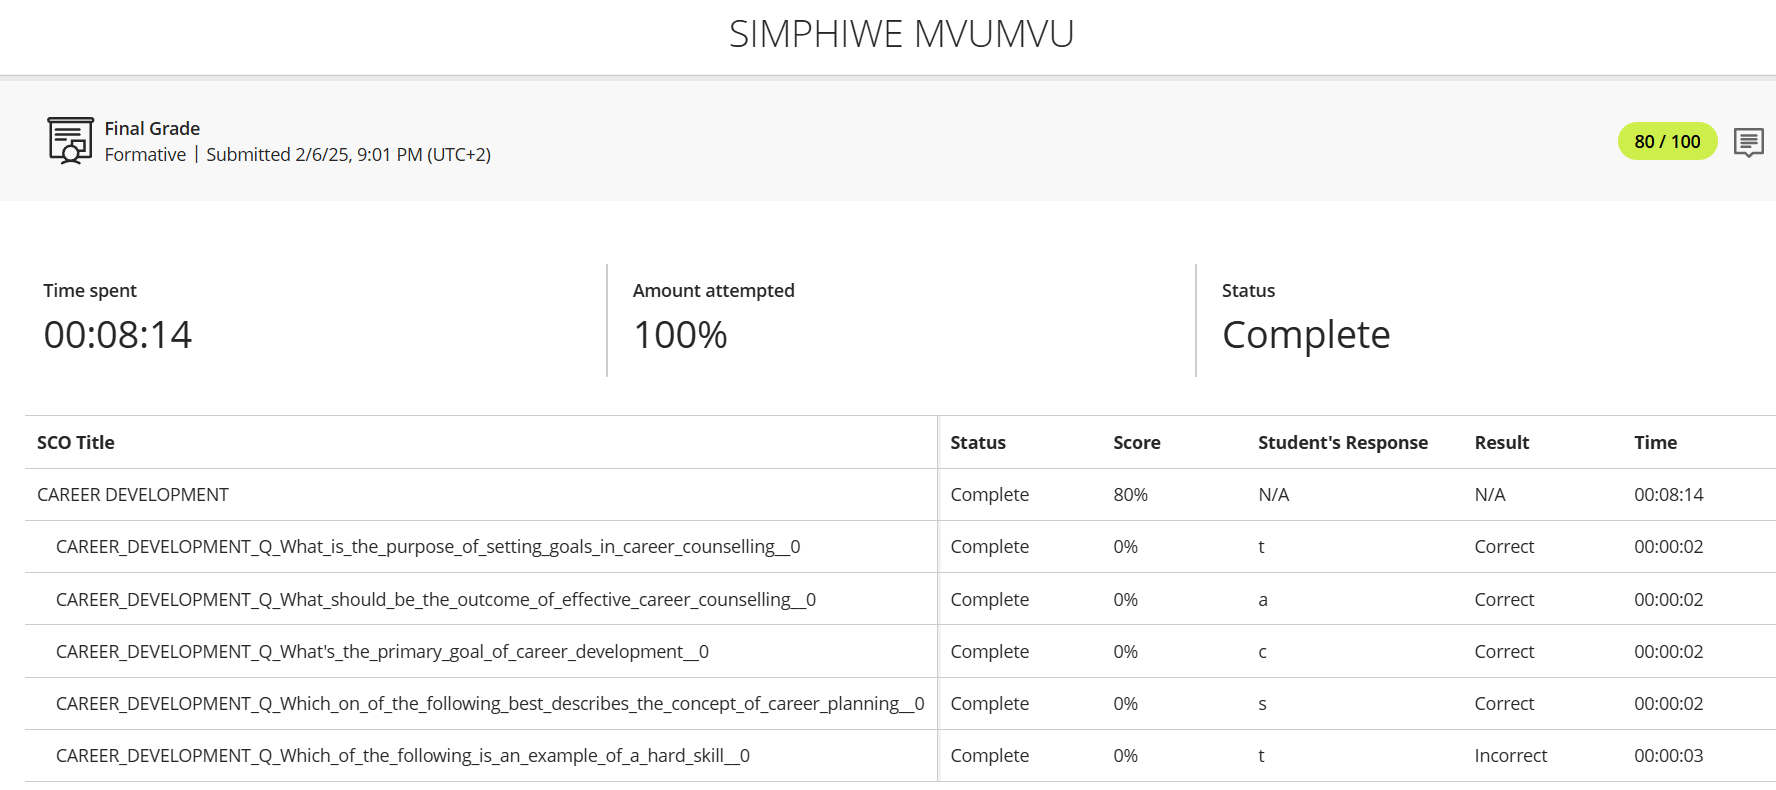 SIMPHIWE MVUMVU
Final Grade
Formative | Submitted 2/6/25, 9:01 PM (UTC+2)
80 / 100
Time spent
00:08:14
Amount attempted
100%
Status
Complete
SCO Title Status Score Student's Response Result Time
CAREER DEVELOPMENT Complete 80% N/A N/A 00:08:14
CAREER_DEVELOPMENT_Q_What_is_the_purpose_of_setting_goals_in_career_counselling__0 Complete 0% t Correct 00:00:02
CAREER_DEVELOPMENT_Q_What_should_be_the_outcome_of_effective_career_counselling__0 Complete 0% a Correct 00:00:02
CAREER_DEVELOPMENT_Q_What's_the_primary_goal_of_career_development__0 Complete 0% c Correct 00:00:02
CAREER_DEVELOPMENT_Q_Which_on_of_the_following_best_describes_the_concept_of_career_planning__0 Complete 0% s Correct 00:00:02
CAREER_DEVELOPMENT_Q_Which_of_the_following_is_an_example_of_a_hard_skill__0 Complete 0% t Incorrect 00:00:03